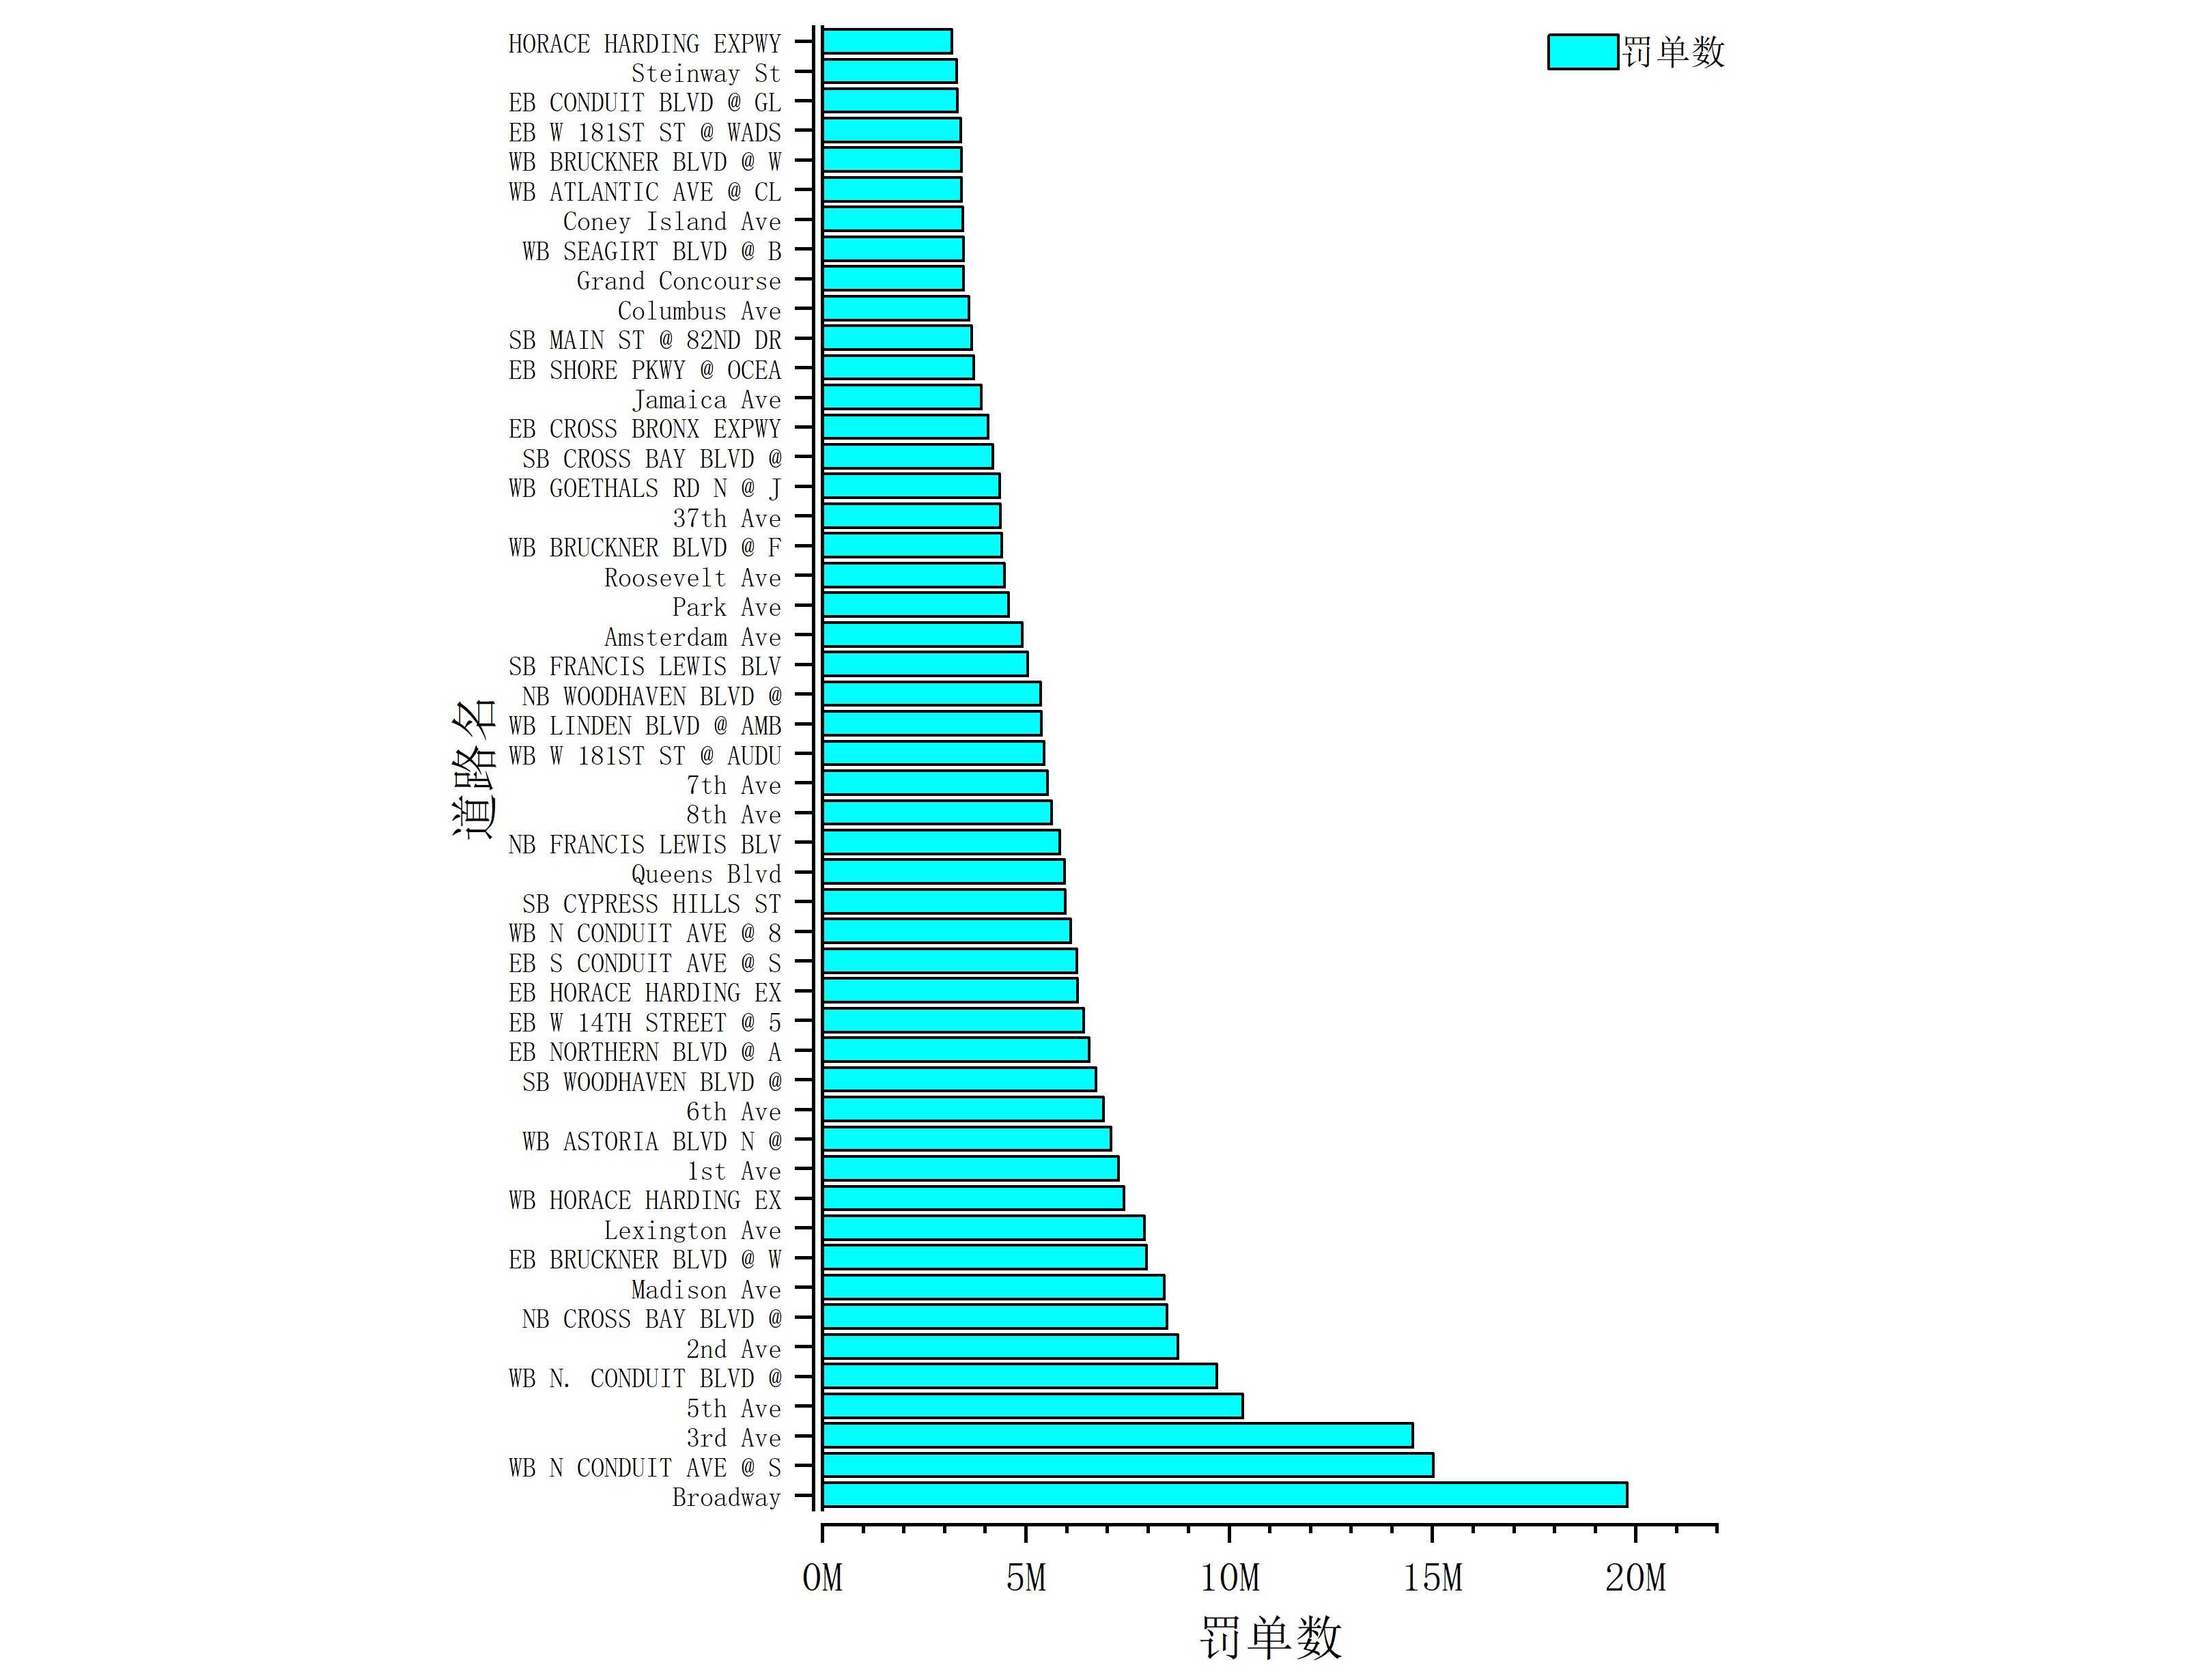 罚单数
HORACE HARDING EXPWY
Steinway St
EB CONDUIT BLVD @ GL
EB W 181ST ST @ WADS
WB BRUCKNER BLVD @ W
WB ATLANTIC AVE @ CL
Coney Island Ave
WB SEAGIRT BLVD @ B
Grand Concourse
Columbus Ave
SB MAIN ST @ 82ND DR
EB SHORE PKWY @ OCEA
Jamaica Ave
EB CROSS BRONX EXPWY
SB CROSS BAY BLVD @
WB GOETHALS RD N @ J
37th Ave
WB BRUCKNER BLVD @ F
Roosevelt Ave
Park Ave
Amsterdam Ave
SB FRANCIS LEWIS BLV
NB WOODHAVEN BLVD @
WB LINDEN BLVD @ AMB
WB W 181ST ST @ AUDU
7th Ave
8th Ave
NB FRANCIS LEWIS BLV
Queens Blvd
SB CYPRESS HILLS ST
WB N CONDUIT AVE @ 8
EB S CONDUIT AVE @ S
EB HORACE HARDING EX
EB W 14TH STREET @ 5
EB NORTHERN BLVD @ A
SB WOODHAVEN BLVD @
6th Ave
WB ASTORIA BLVD N @
1st Ave
WB HORACE HARDING EX
Lexington Ave
EB BRUCKNER BLVD @ W
Madison Ave
NB CROSS BAY BLVD @
2nd Ave
WB N. CONDUIT BLVD @
5th Ave
3rd Ave
WB N CONDUIT AVE @ S
Broadway
道路名
0M 5M 10M 15M 20M
罚单数